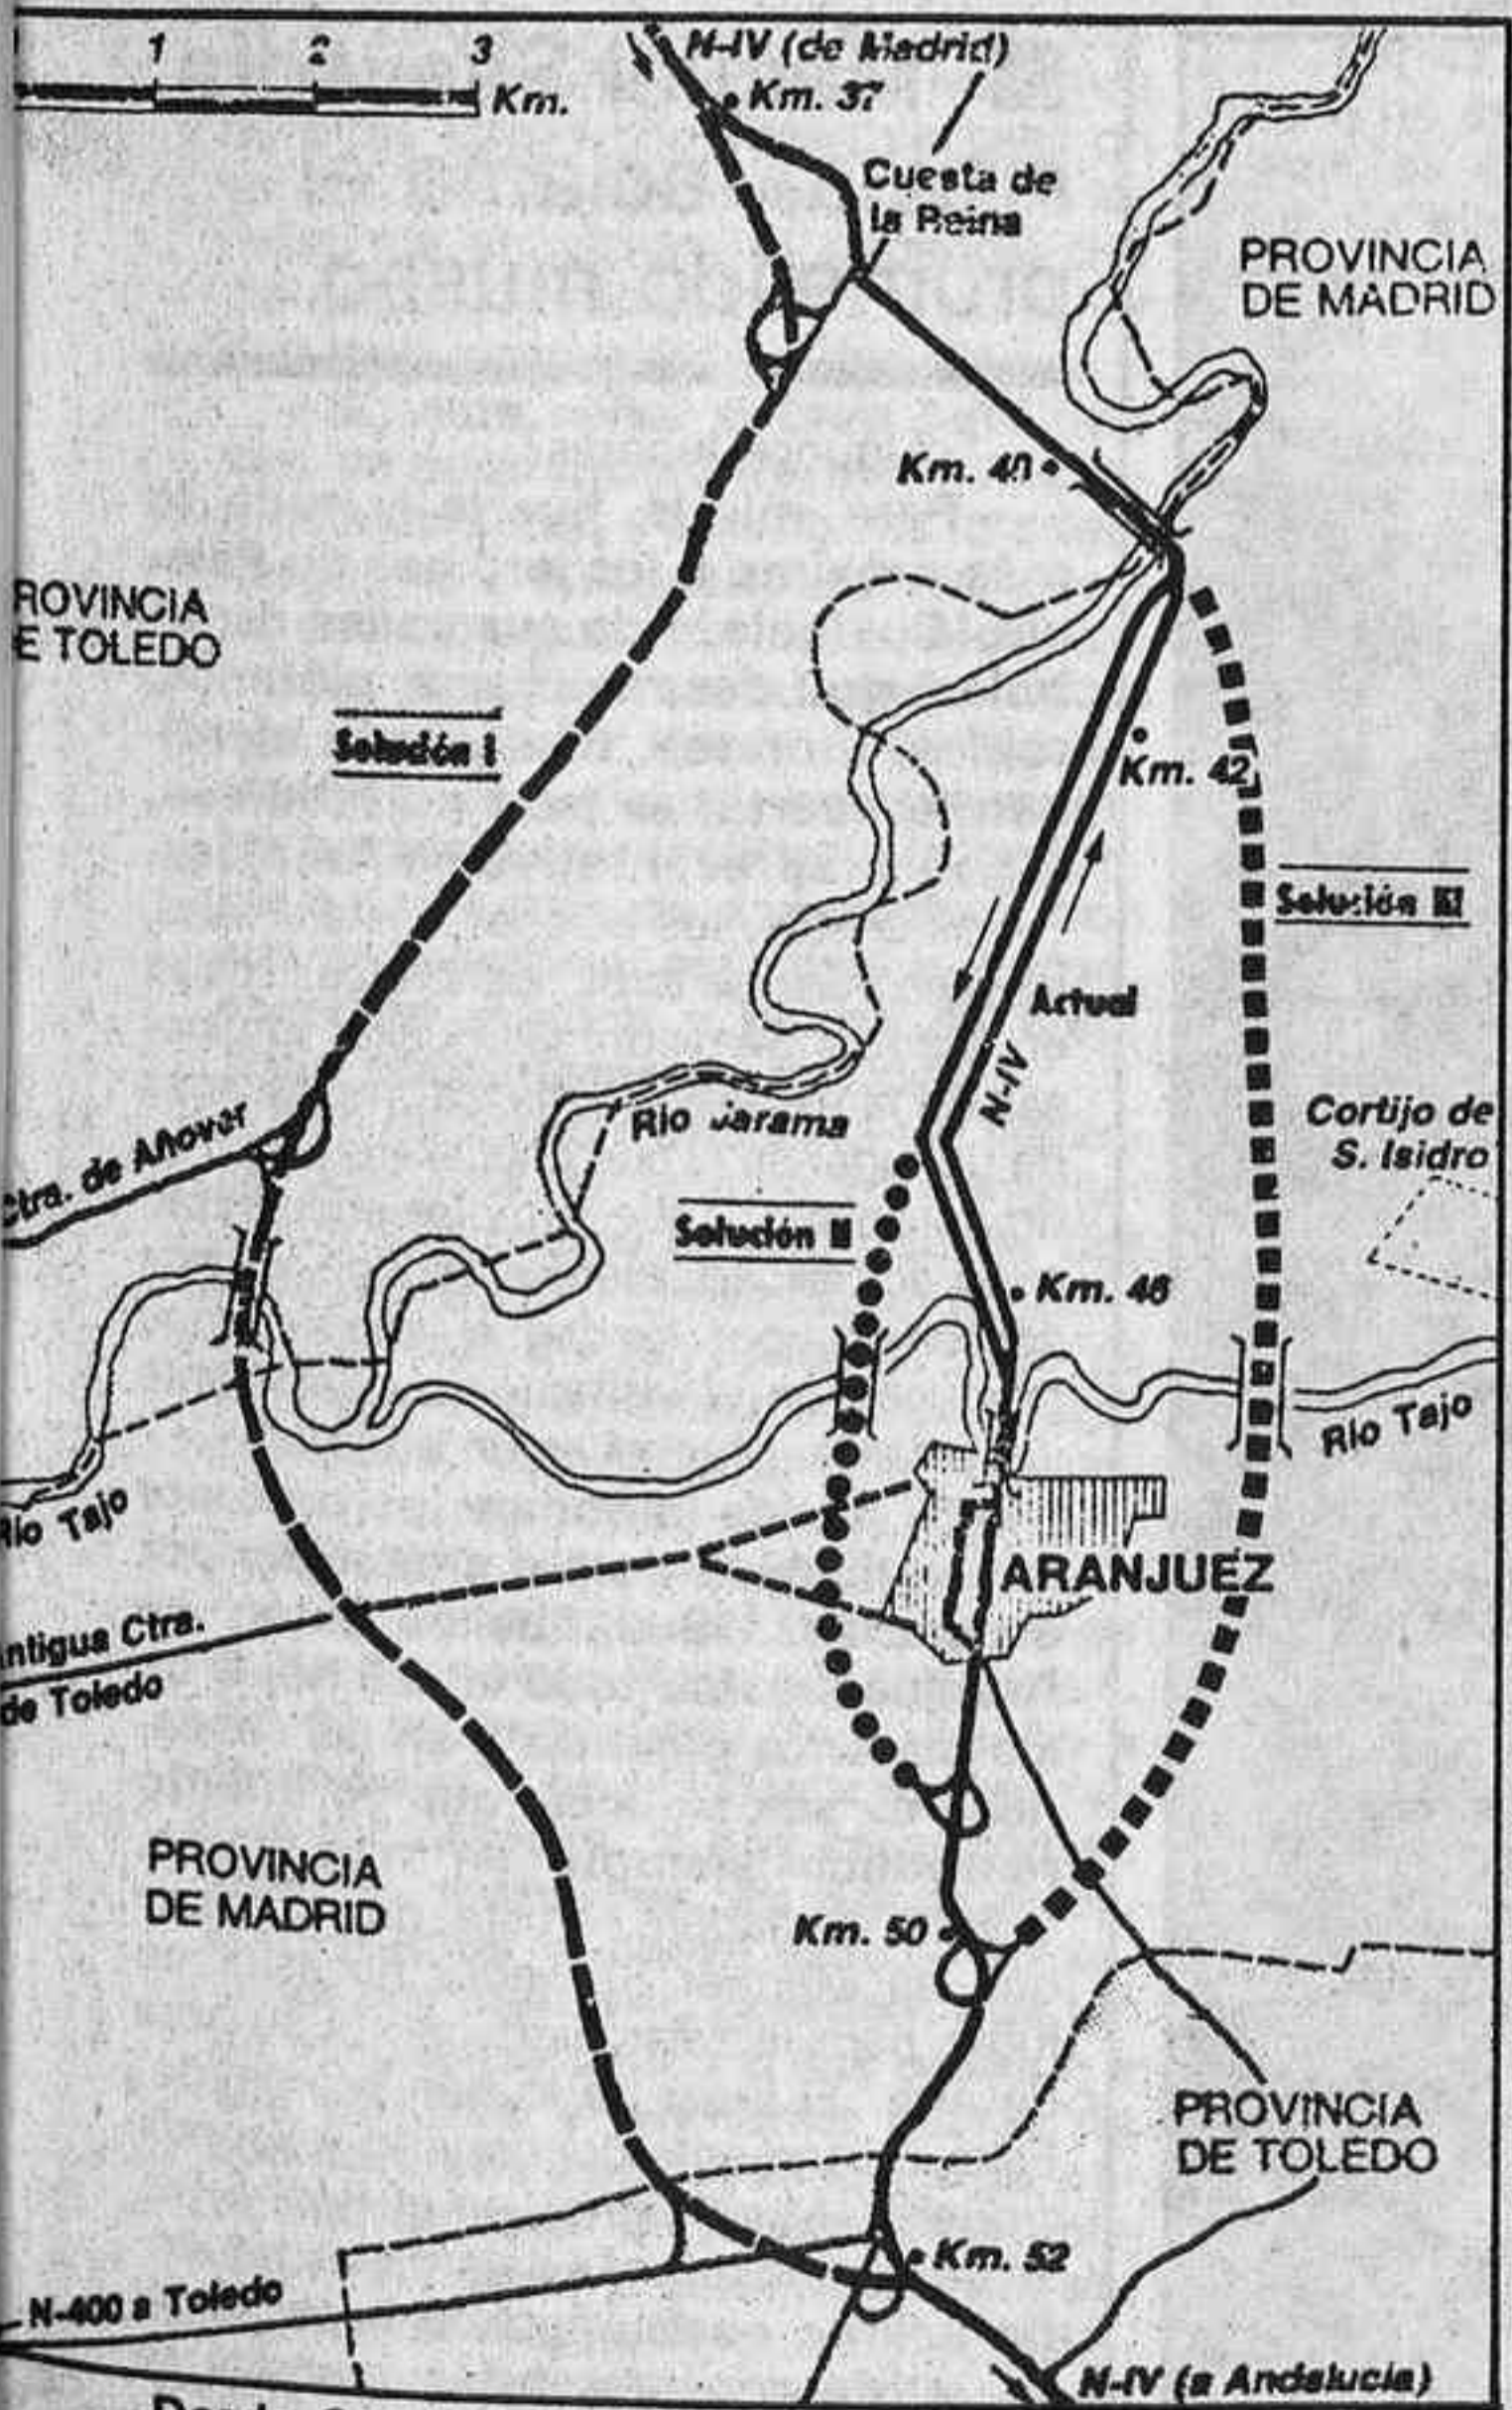 1 2 3
Km.
N-IV (de Madrid)
Km. 37
Cuesta de
la Reina
PROVINCIA
DE MADRID
Km. 40
ROVINCIA
E TOLEDO
Solución I
Km. 42
Solución III
Actual
N-IV
Río Jarama
Cortijo de
S. Isidro
Ctra. de Añover
Solución II
Km. 46
Río Tajo
Río Tajo
ARANJUEZ
ntigua Ctra.
de Toledo
PROVINCIA
DE MADRID
Km. 50
PROVINCIA
DE TOLEDO
Km. 52
N-400 a Toledo
N-IV (a Andalucía)